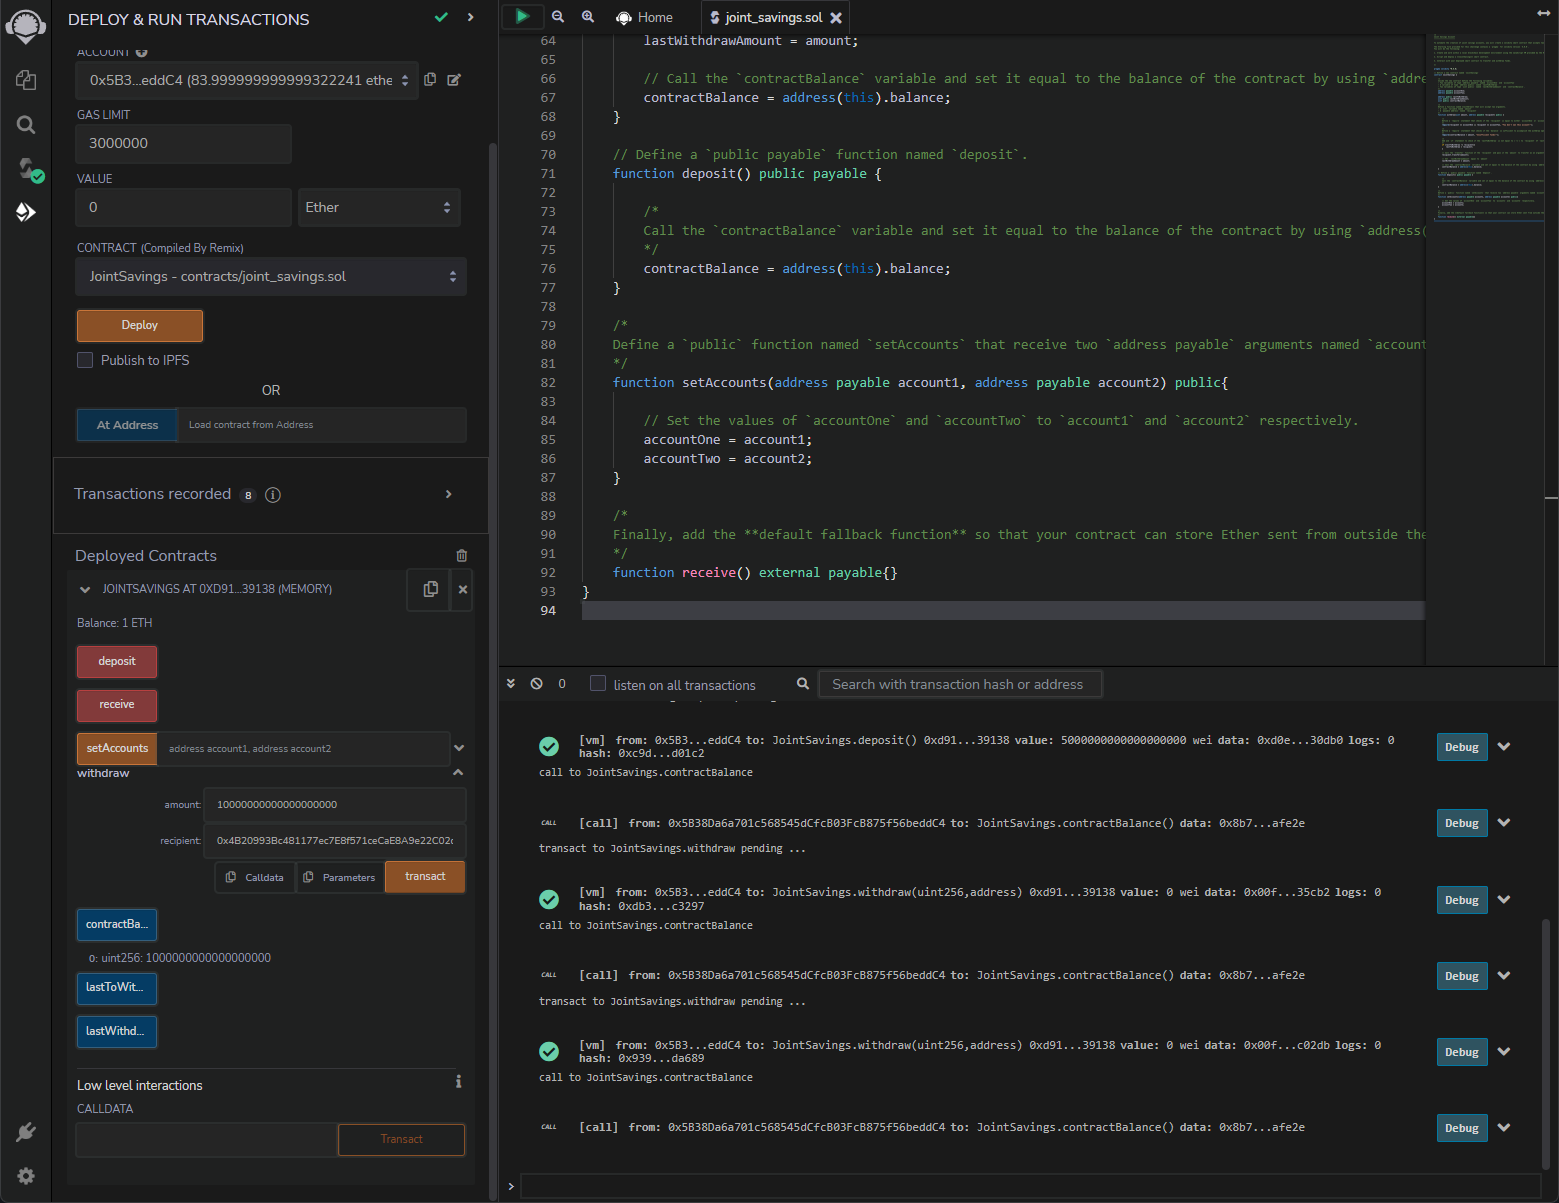 DEPLOY & RUN TRANSACTIONS
ACCOUNT
0x5B3...eddC4 (83.999999999999322241 ethe
GAS LIMIT
3000000
VALUE
0
Ether
CONTRACT (Compiled By Remix)
JointSavings - contracts/joint_savings.sol
Deploy
Publish to IPFS
OR
At Address
Load contract from Address
Transactions recorded 8 i
Deployed Contracts
JOINTSAVINGS AT 0XD91...39138 (MEMORY)
Balance: 1 ETH
deposit
receive
setAccounts
address account1, address account2
withdraw
amount:
10000000000000000000
recipient:
0x4B20993Bc481177ec7E8f571ceCaE8A9e22C02
Calldata
Parameters
transact
contractBa...
0: uint256: 1000000000000000000
lastToWit...
lastWithd...
Low level interactions
CALLDATA
Transact
Home
joint_savings.sol
64 lastWithdrawAmount = amount;
65
66 // Call the `contractBalance` variable and set it equal to the balance of the contract by using `addre
67 contractBalance = address(this).balance;
68 }
69
70 // Define a `public payable` function named `deposit`.
71 function deposit() public payable {
72
73 /*
74 Call the `contractBalance` variable and set it equal to the balance of the contract by using `address(
75 */
76 contractBalance = address(this).balance;
77 }
78
79 /*
80 Define a `public` function named `setAccounts` that receive two `address payable` arguments named `account
81 */
82 function setAccounts(address payable account1, address payable account2) public{
83
84 // Set the values of `accountOne` and `accountTwo` to `account1` and `account2` respectively.
85 accountOne = account1;
86 accountTwo = account2;
87 }
88
89 /*
90 Finally, add the **default fallback function** so that your contract can store Ether sent from outside the
91 */
92 function receive() external payable{}
93 }
94
0
listen on all transactions
Search with transaction hash or address
[vm] from: 0x5B3...eddC4 to: JointSavings.deposit() 0xd91...39138 value: 5000000000000000000 wei data: 0xd0e...30db0 logs: 0
hash: 0xc9d...d01c2
Debug
call to JointSavings.contractBalance
CALL [call] from: 0x5B38Da6a701c568545dCfcB03FcB875f56beddC4 to: JointSavings.contractBalance() data: 0x8b7...afe2e
Debug
transact to JointSavings.withdraw pending ...
[vm] from: 0x5B3...eddC4 to: JointSavings.withdraw(uint256,address) 0xd91...39138 value: 0 wei data: 0x00f...35cb2 logs: 0
hash: 0xdb3...c3297
Debug
call to JointSavings.contractBalance
CALL [call] from: 0x5B38Da6a701c568545dCfcB03FcB875f56beddC4 to: JointSavings.contractBalance() data: 0x8b7...afe2e
Debug
transact to JointSavings.withdraw pending ...
[vm] from: 0x5B3...eddC4 to: JointSavings.withdraw(uint256,address) 0xd91...39138 value: 0 wei data: 0x00f...c02db logs: 0
hash: 0x939...da689
Debug
call to JointSavings.contractBalance
CALL [call] from: 0x5B38Da6a701c568545dCfcB03FcB875f56beddC4 to: JointSavings.contractBalance() data: 0x8b7...afe2e
Debug
>